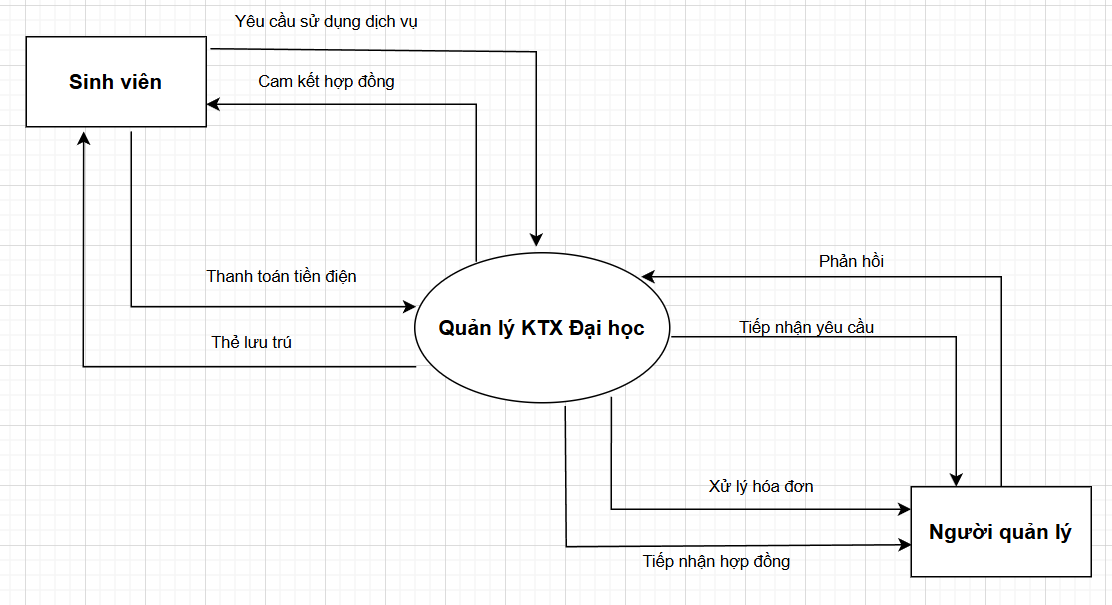 Yêu cầu sử dụng dịch vụ
Sinh viên
Cam kết hợp đồng
Phản hồi
Thanh toán tiền điện
Quản lý KTX Đại học
Tiếp nhận yêu cầu
Thẻ lưu trú
Xử lý hóa đơn
Người quản lý
Tiếp nhận hợp đồng